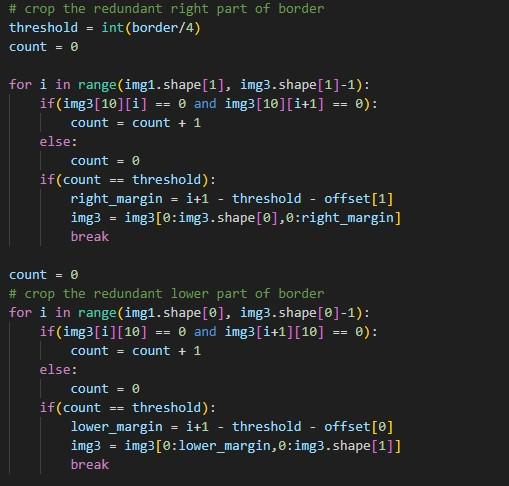 # crop the redundant right part of border
threshold = int(border/4)
count = 0
for i in range(img1.shape[1], img3.shape[1]-1):
    if(img3[10][i] == 0 and img3[10][i+1] == 0):
        count = count + 1
    else:
        count = 0
    if(count == threshold):
        right_margin = i+1 - threshold - offset[1]
        img3 = img3[0:img3.shape[0],0:right_margin]
        break
count = 0
# crop the redundant lower part of border
for i in range(img1.shape[0], img3.shape[0]-1):
    if(img3[i][10] == 0 and img3[i+1][10] == 0):
        count = count + 1
    else:
        count = 0
    if(count == threshold):
        lower_margin = i+1 - threshold - offset[0]
        img3 = img3[0:lower_margin,0:img3.shape[1]]
        break